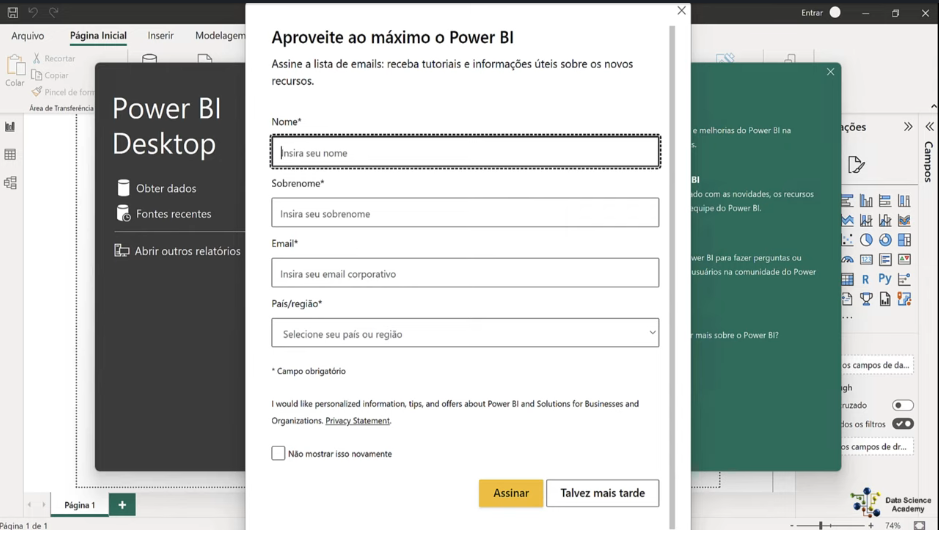 Entrar
Arquivo
Página Inicial
Inserir
Modelagem
Colar
Recortar
Copiar
Pincel de form
Área de Transferência
Power BI
Desktop
Obter dados
Fontes recentes
Abrir outros relatórios
Aproveite ao máximo o Power BI
Assine a lista de emails: receba tutoriais e informações úteis sobre os novos
recursos.
Nome*
Insira seu nome
Sobrenome*
Insira seu sobrenome
Email*
Insira seu email corporativo
País/região*
Selecione seu país ou região
* Campo obrigatório
I would like personalized information, tips, and offers about Power BI and Solutions for Businesses and
Organizations. Privacy Statement.
Não mostrar isso novamente
Assinar
Talvez mais tarde
e melhorias do Power BI na
s.
BI
ado com as novidades, os recursos
equipe do Power BI.
wer BI para fazer perguntas ou
usuários na comunidade do Power
r mais sobre o Power BI?
ções
Campos
R
Py
os campos de da...
gh
ruzado
dos os filtros
os campos de dr...
Data Science
Academy
Página 1
Página 1 de 1
74%